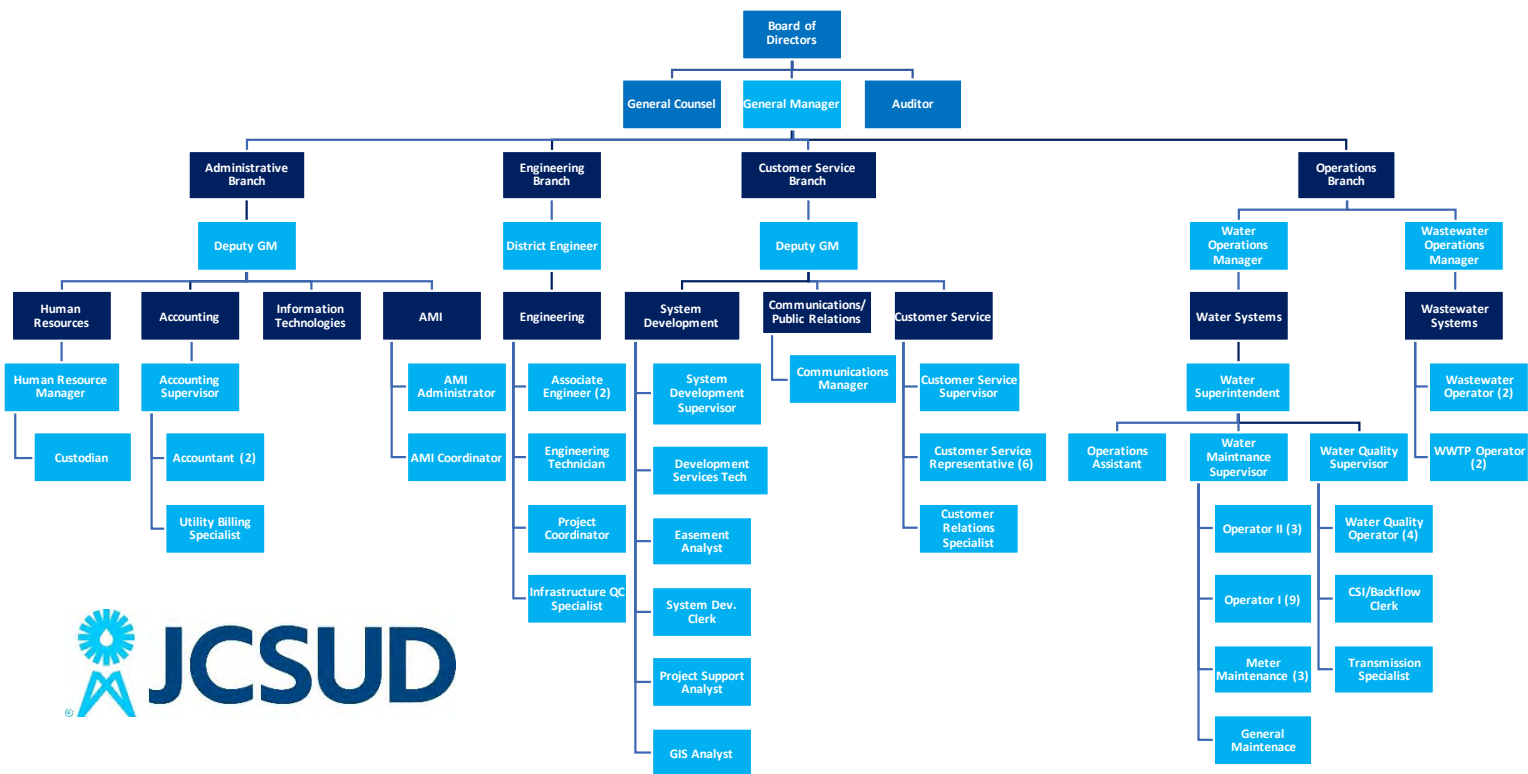 Board of
Directors
General Counsel
General Manager
Auditor
Administrative
Branch
Engineering
Branch
Customer Service
Branch
Operations
Branch
Deputy GM
District Engineer
Deputy GM
Water
Operations
Manager
Wastewater
Operations
Manager
Human
Resources
Accounting
Information
Technologies
AMI
Engineering
System
Development
Communications/
Public Relations
Customer Service
Water Systems
Wastewater
Systems
Human Resource
Manager
Custodian
Accounting
Supervisor
Accountant (2)
Utility Billing
Specialist
AMI
Administrator
AMI Coordinator
Associate
Engineer (2)
Engineering
Technician
Project
Coordinator
Infrastructure QC
Specialist
System
Development
Supervisor
Development
Services Tech
Easement
Analyst
System Dev.
Clerk
Project Support
Analyst
GIS Analyst
Communications
Manager
Customer Service
Supervisor
Customer Service
Representative (6)
Customer
Relations
Specialist
Water
Superintendent
Operations
Assistant
Water
Maintnance
Supervisor
Water Quality
Supervisor
Operator II (3)
Operator I (9)
Meter
Maintenance (3)
General
Maintenace
Water Quality
Operator (4)
CSI/Backflow
Clerk
Transmission
Specialist
Wastewater
Operator (2)
WWTP Operator
(2)
JCSUD
®